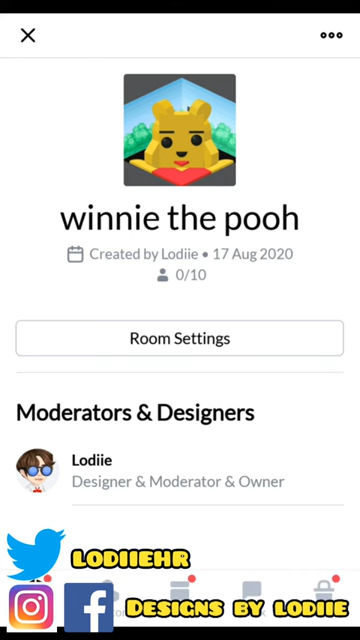 winnie the pooh
Created by Lodiie • 17 Aug 2020
0/10
Room Settings
Moderators & Designers
Lodiie
Designer & Moderator & Owner
LODIIEHR
DESIGNS BY LODIIE